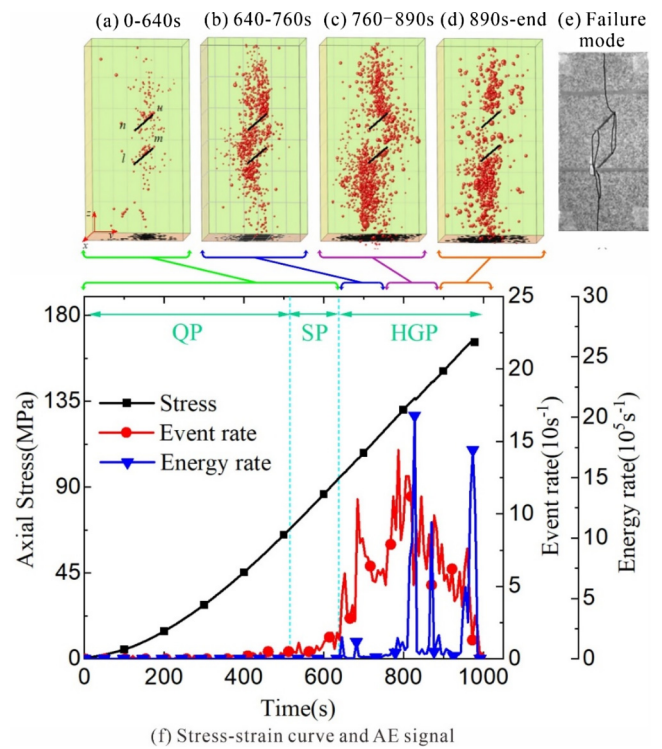 (a) 0-640s (b) 640-760s (c) 760-890s (d) 890s-end (e) Failure mode
n u
l m
z
x Y
QP SP HGP
Stress
Event rate
Energy rate
180
135
90
45
0
Axial Stress(MPa)
25
20
15
10
5
0
Event rate(10s⁻¹)
30
25
20
15
10
5
0
Energy rate(10⁵s⁻¹)
0 200 400 600 800 1000
Time(s)
(f) Stress-strain curve and AE signal